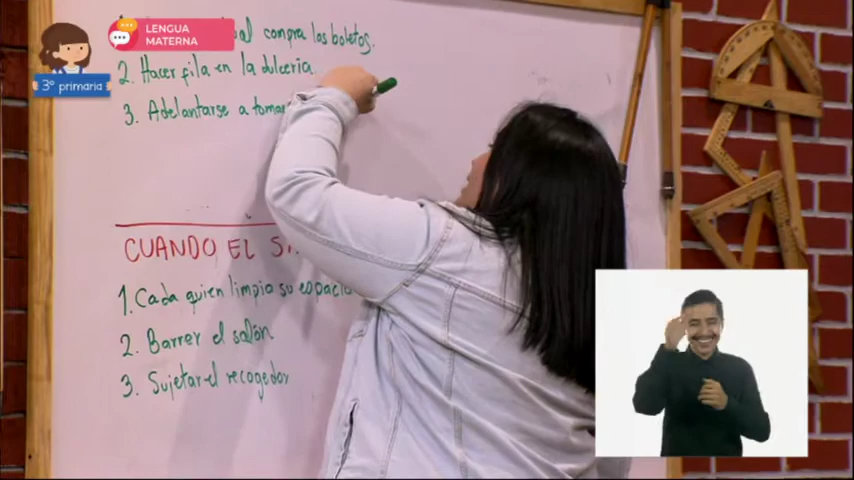 LENGUA
MATERNA
3° primaria
compra los boletos.
2. Hacer fila en la dulcería
3. Adelantarse a tomar
CUANDO EL
1. Cada quien limpia su espacio
2. Barrer el salón
3. Sujetar el recogedor